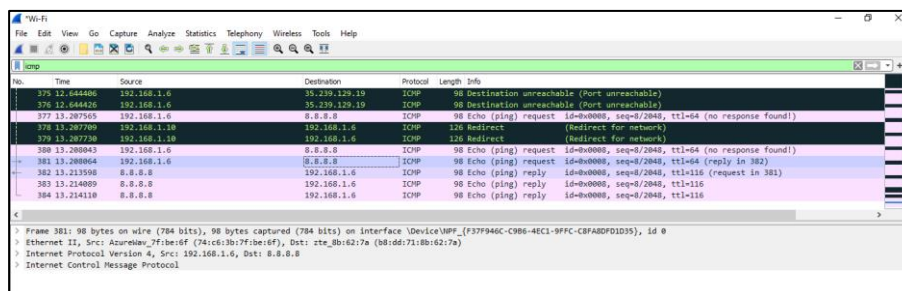 *Wi-Fi
File Edit View Go Capture Analyze Statistics Telephony Wireless Tools Help
icmp
No. Time Source Destination Protocol Length Info
375 12.644406 192.168.1.6 35.239.129.19 ICMP 98 Destination unreachable (Port unreachable)
376 12.644426 192.168.1.6 35.239.129.19 ICMP 98 Destination unreachable (Port unreachable)
377 13.207565 192.168.1.6 8.8.8.8 ICMP 98 Echo (ping) request id=0x0008, seq=8/2048, ttl=64 (no response found!)
378 13.207709 192.168.1.10 192.168.1.6 ICMP 126 Redirect (Redirect for network)
379 13.207730 192.168.1.10 192.168.1.6 ICMP 126 Redirect (Redirect for network)
380 13.208043 192.168.1.6 8.8.8.8 ICMP 98 Echo (ping) request id=0x0008, seq=8/2048, ttl=64 (no response found!)
381 13.208064 192.168.1.6 8.8.8.8 ICMP 98 Echo (ping) request id=0x0008, seq=8/2048, ttl=64 (reply in 382)
382 13.213598 8.8.8.8 192.168.1.6 ICMP 98 Echo (ping) reply id=0x0008, seq=8/2048, ttl=116 (request in 381)
383 13.214089 8.8.8.8 192.168.1.6 ICMP 98 Echo (ping) reply id=0x0008, seq=8/2048, ttl=116
384 13.214110 8.8.8.8 192.168.1.6 ICMP 98 Echo (ping) reply id=0x0008, seq=8/2048, ttl=116
Frame 381: 98 bytes on wire (784 bits), 98 bytes captured (784 bits) on interface \Device\NPF_{F37F946C-C9B6-4EC1-9FFC-C8FA8DFD1D35}, id 0
Ethernet II, Src: AzureWav_7f:be:6f (74:c6:3b:7f:be:6f), Dst: zte_8b:62:7a (b8:dd:71:8b:62:7a)
Internet Protocol Version 4, Src: 192.168.1.6, Dst: 8.8.8.8
Internet Control Message Protocol